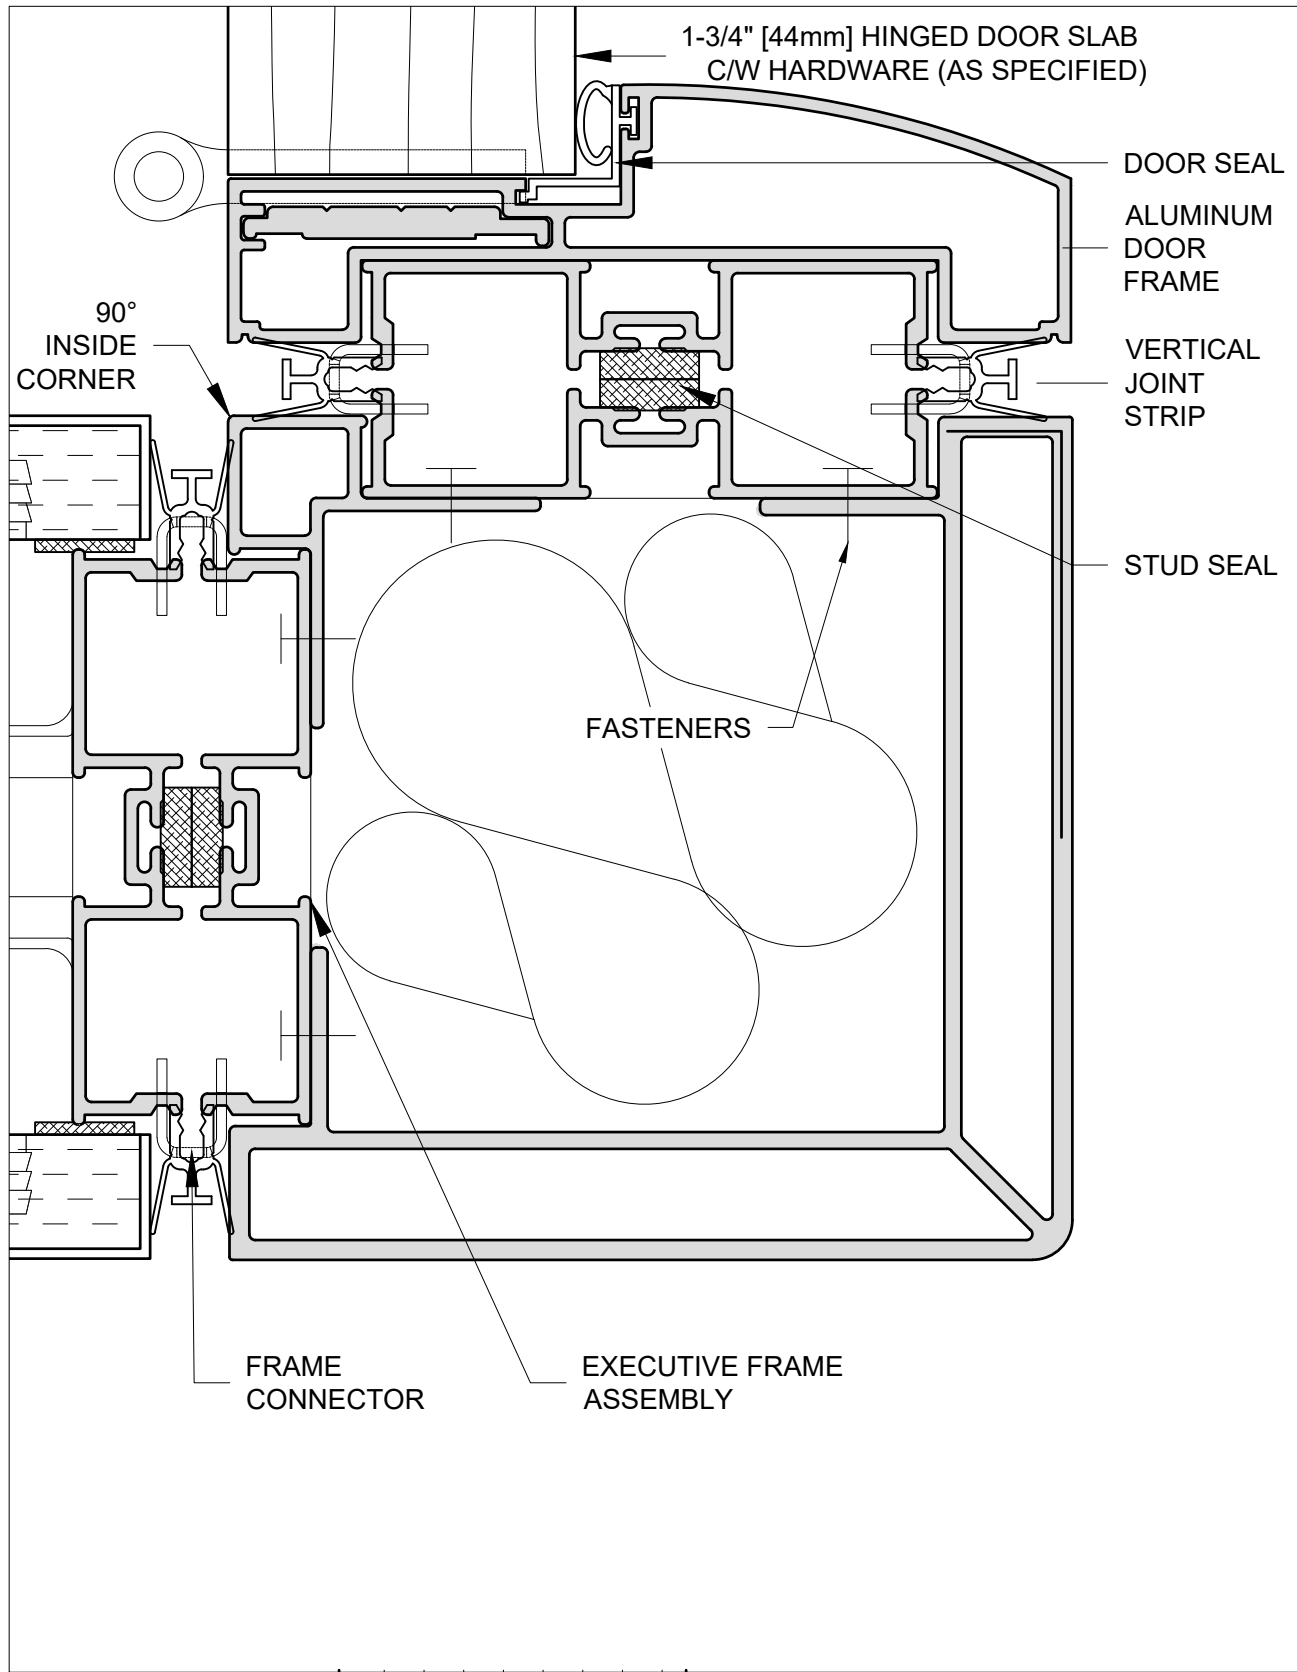 1-3/4" [44mm] HINGED DOOR SLAB
C/W HARDWARE (AS SPECIFIED)
DOOR SEAL
ALUMINUM
DOOR
FRAME
90°
INSIDE
CORNER
VERTICAL
JOINT
STRIP
STUD SEAL
FASTENERS
FRAME
CONNECTOR
EXECUTIVE FRAME
ASSEMBLY